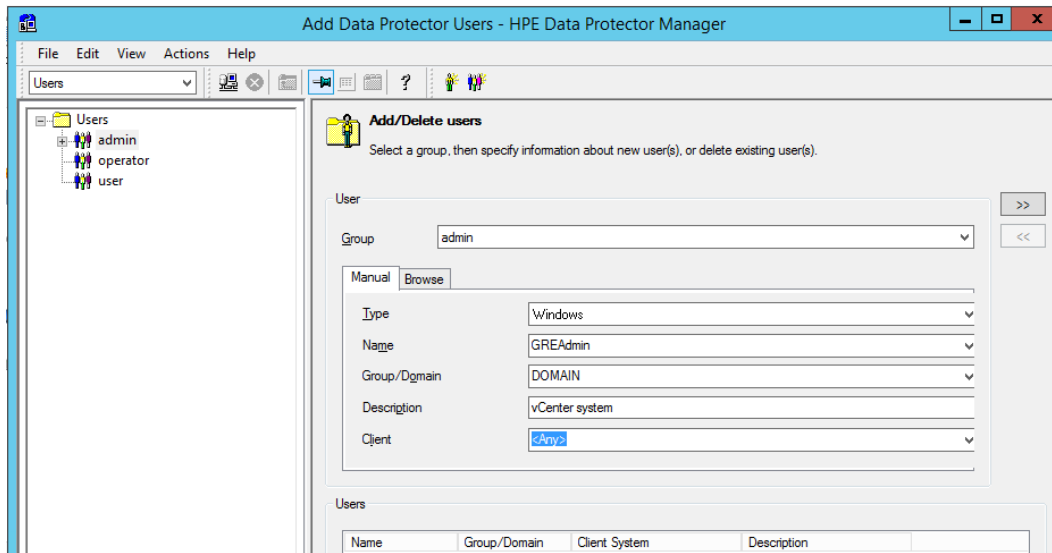 Add Data Protector Users - HPE Data Protector Manager
x
File Edit View Actions Help
Users
?
Users
admin
operator
user
Add/Delete users
Select a group, then specify information about new user(s), or delete existing user(s).
User
>>
Group admin
<<
Manual Browse
Type Windows
Name GREAdmin
Group/Domain DOMAIN
Description vCenter system
Client <Any>
Users
Name Group/Domain Client System Description